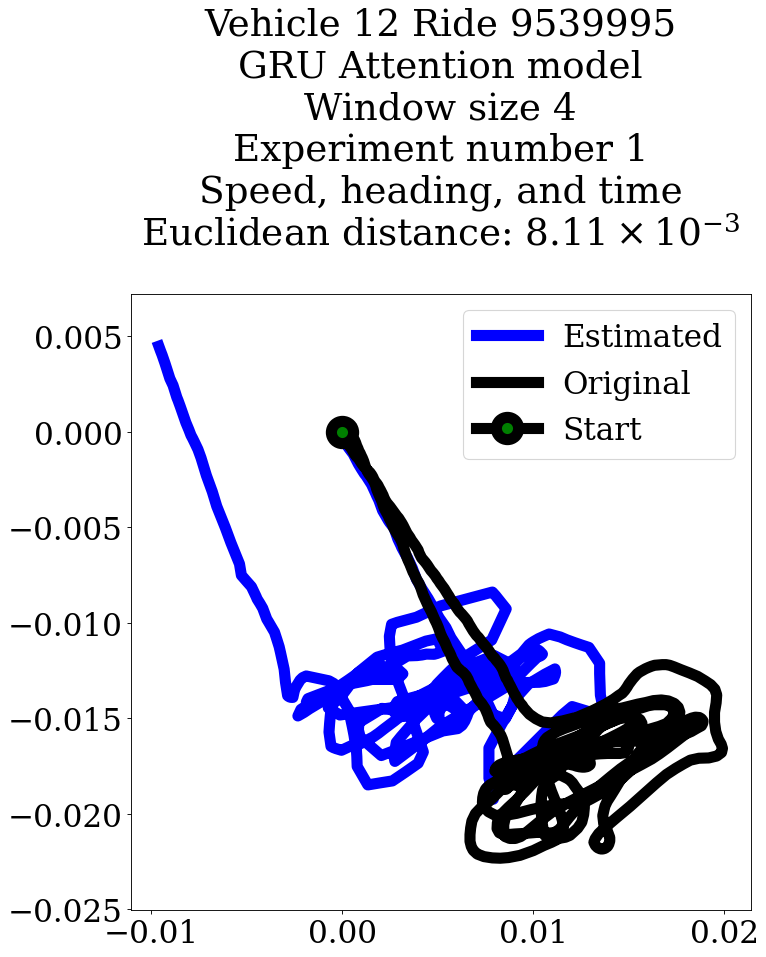 Vehicle 12 Ride 9539995
GRU Attention model
Window size 4
Experiment number 1
Speed, heading, and time
Euclidean distance: 8.11 × 10⁻³
Estimated
Original
Start
0.005
0.000
−0.005
−0.010
−0.015
−0.020
−0.025
−0.01 0.00 0.01 0.02